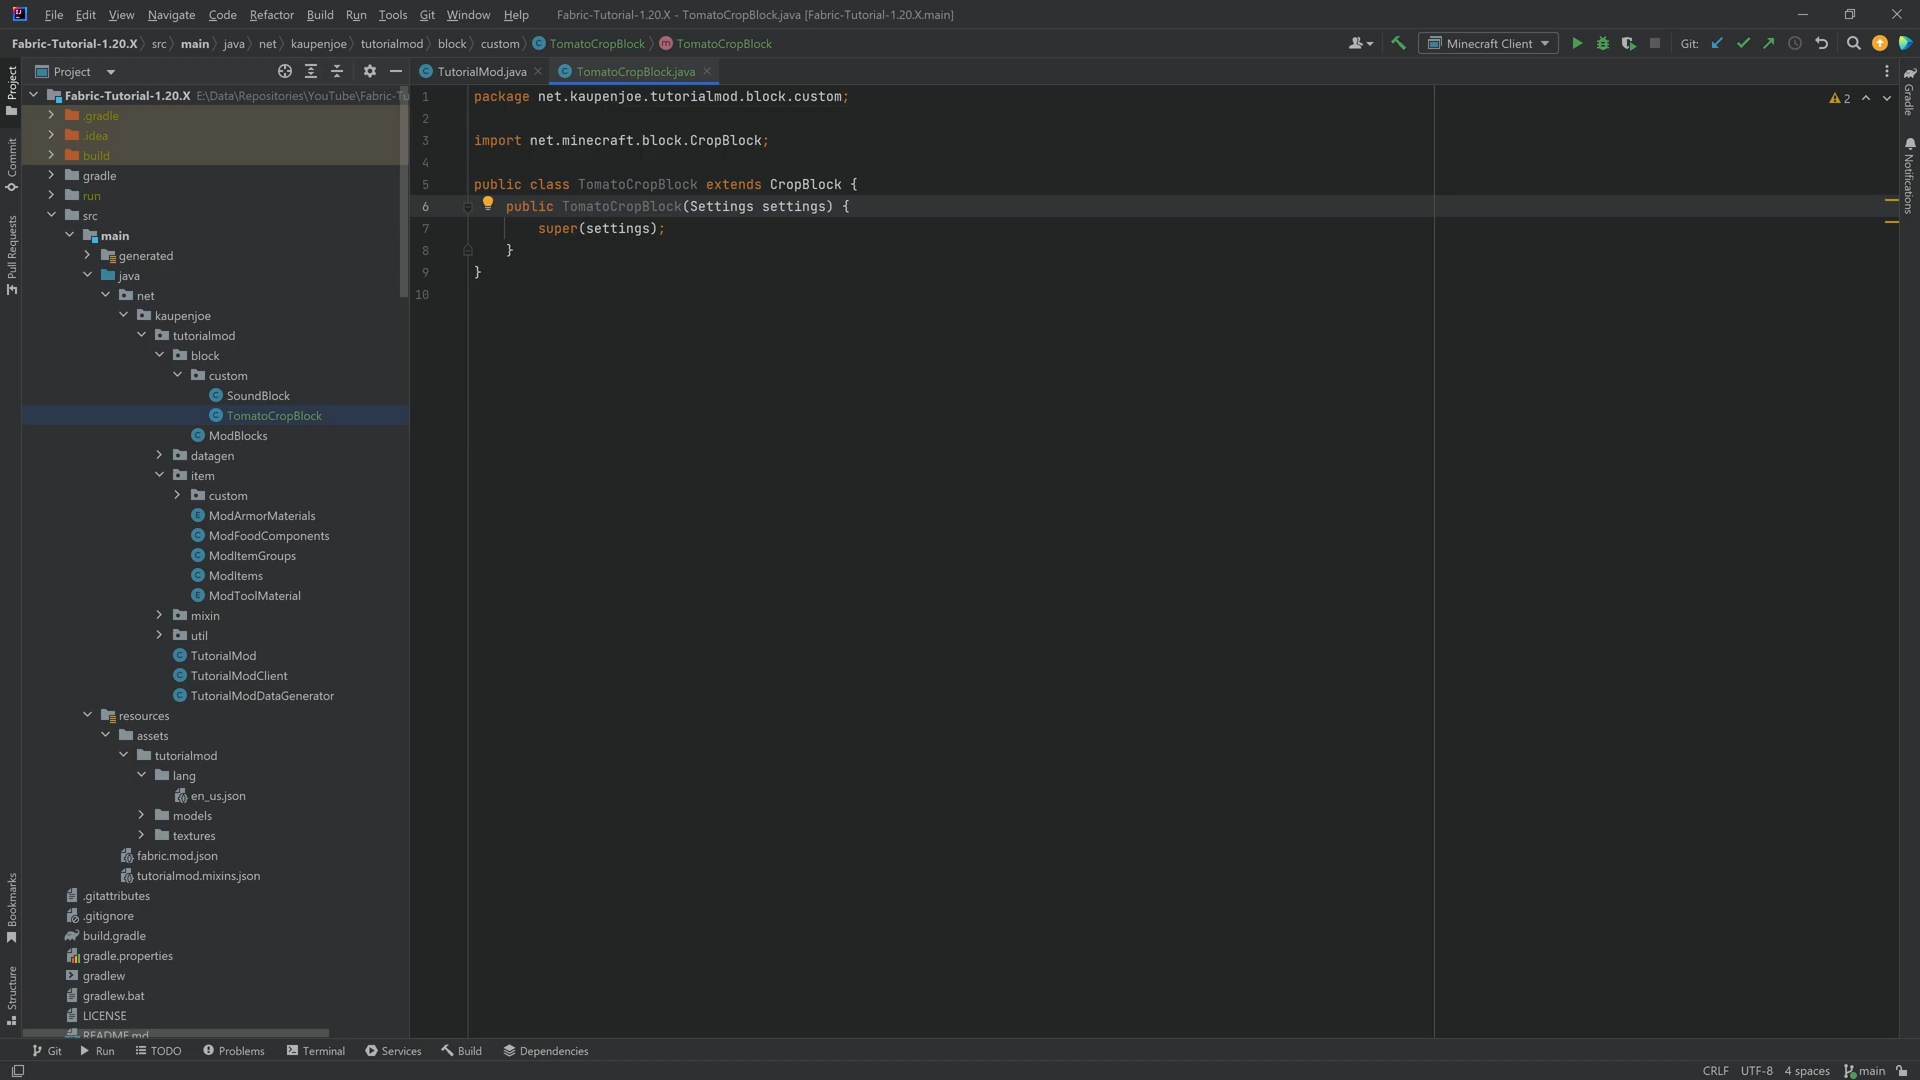 File Edit View Navigate Code Refactor Build Run Tools Git Window Help Fabric-Tutorial-1.20.X - TomatoCropBlock.java [Fabric-Tutorial-1.20.X.main]
Fabric-Tutorial-1.20.X src main java net kaupenjoe tutorialmod block custom TomatoCropBlock TomatoCropBlock Minecraft Client Git:
Project TutorialMod.java TomatoCropBlock.java
Fabric-Tutorial-1.20.X E:\Data\Repositories\YouTube\Fabric-Tu
.gradle
.idea
build
gradle
run
src
main
generated
java
net
kaupenjoe
tutorialmod
block
custom
SoundBlock
TomatoCropBlock
ModBlocks
datagen
item
custom
ModArmorMaterials
ModFoodComponents
ModItemGroups
ModItems
ModToolMaterial
mixin
util
TutorialMod
TutorialModClient
TutorialModDataGenerator
resources
assets
tutorialmod
lang
en_us.json
models
textures
fabric.mod.json
tutorialmod.mixins.json
.gitattributes
.gitignore
build.gradle
gradle.properties
gradlew
gradlew.bat
LICENSE
README.md
1 package net.kaupenjoe.tutorialmod.block.custom;
2
3 import net.minecraft.block.CropBlock;
4
5 public class TomatoCropBlock extends CropBlock {
6 public TomatoCropBlock(Settings settings) {
7 super(settings);
8 }
9 }
10
2
Project
Commit
Pull Requests
Bookmarks
Structure
Gradle
Notifications
Git Run TODO Problems Terminal Services Build Dependencies
CRLF UTF-8 4 spaces main